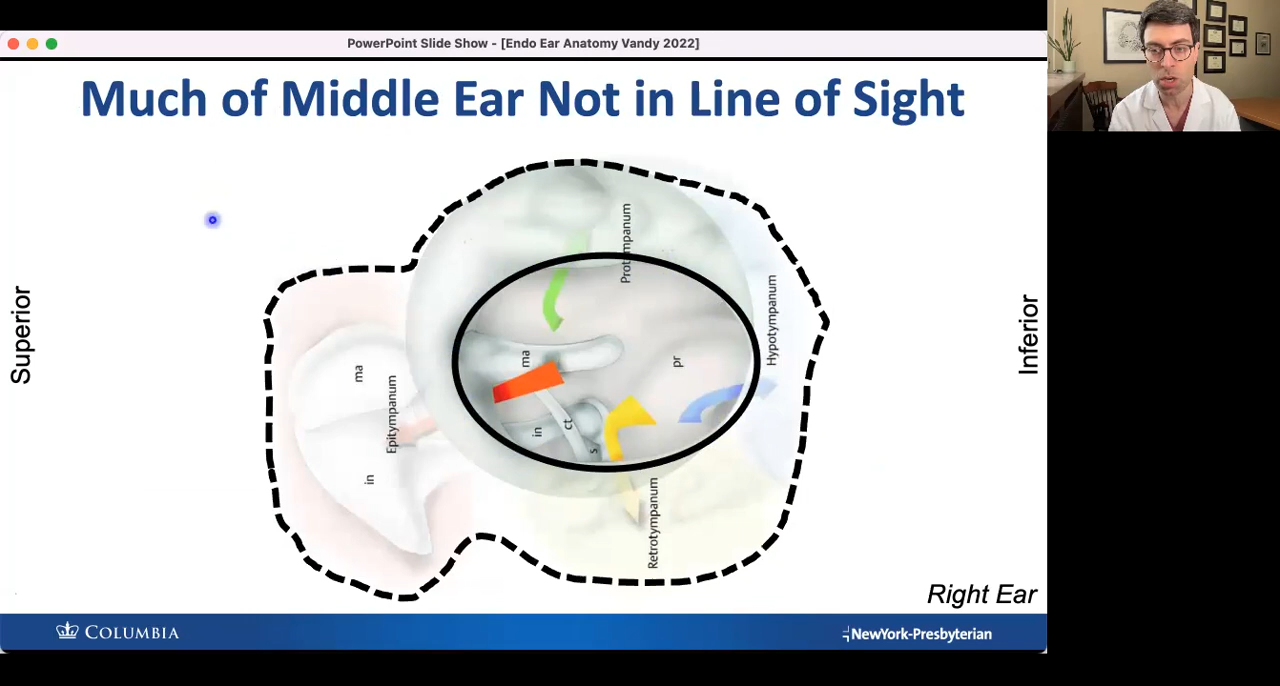 PowerPoint Slide Show - [Endo Ear Anatomy Vandy 2022]
Much of Middle Ear Not in Line of Sight
Superior
Protympanum
Hypotympanum
Inferior
ma
ma
pr
Epitympanum
in
ct
in
s
Retrotympanum
Right Ear
COLUMBIA
NewYork-Presbyterian